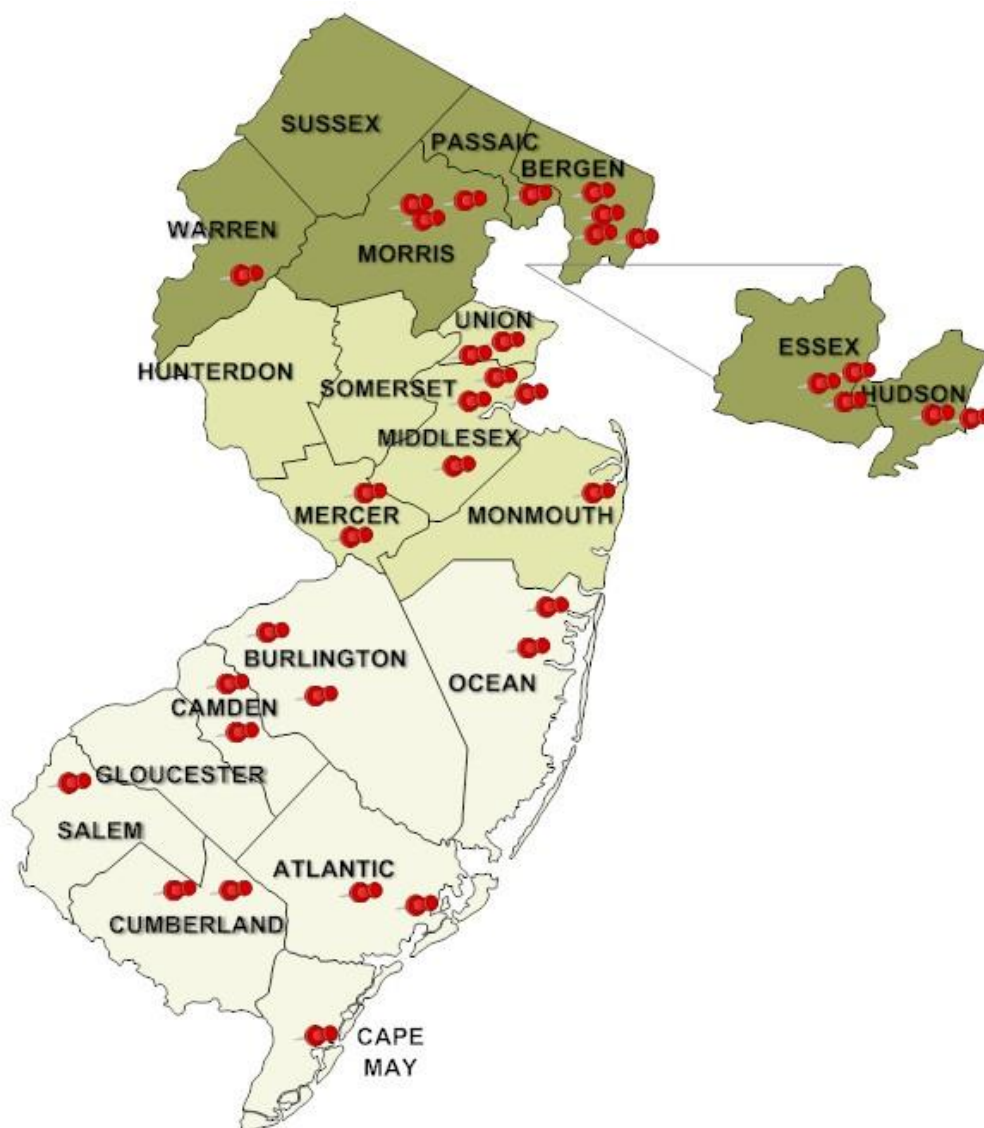 SUSSEX
PASSAIC
BERGEN
WARREN
MORRIS
UNION
ESSEX
HUNTERDON
SOMERSET
HUDSON
MIDDLESEX
MERCER
MONMOUTH
BURLINGTON
OCEAN
CAMDEN
GLOUCESTER
SALEM
ATLANTIC
CUMBERLAND
CAPE
MAY